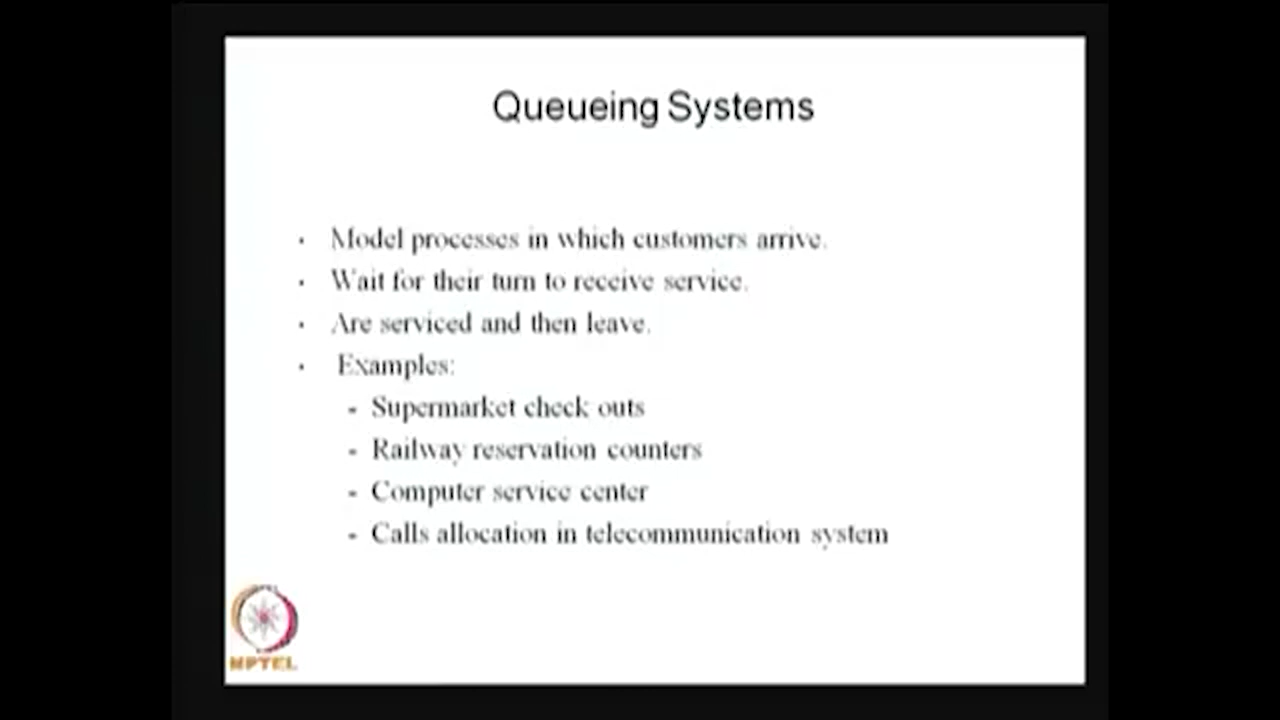 Queueing Systems
· Model processes in which customers arrive.
· Wait for their turn to receive service.
· Are serviced and then leave.
· Examples:
- Supermarket check outs
- Railway reservation counters
- Computer service center
- Calls allocation in telecommunication system
NPTEL